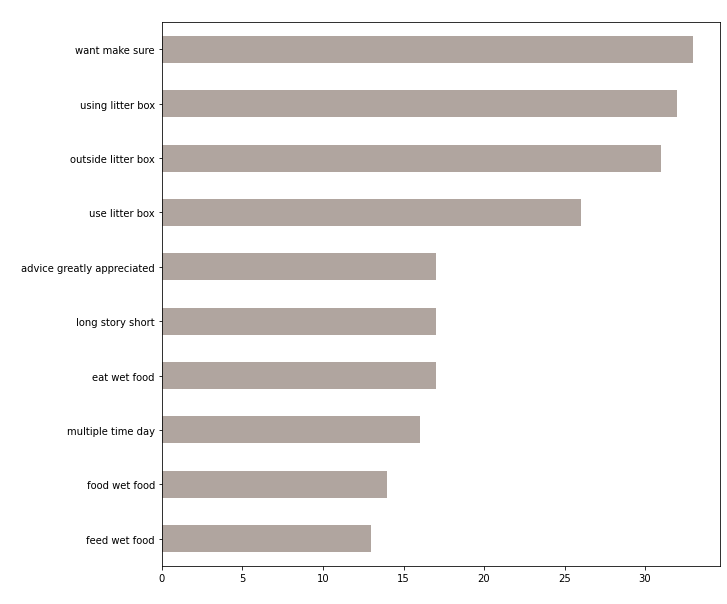 want make sure
using litter box
outside litter box
use litter box
advice greatly appreciated
long story short
eat wet food
multiple time day
food wet food
feed wet food
0 5 10 15 20 25 30